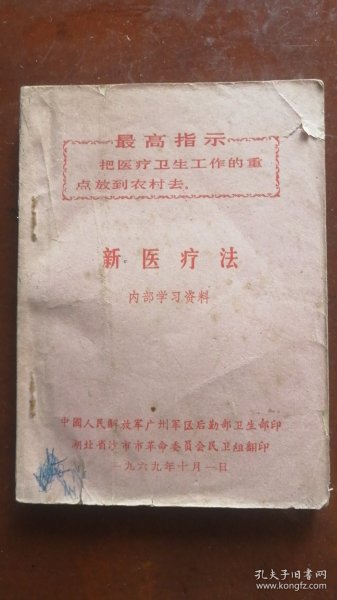 最高指示
把医疗卫生工作的重
点放到农村去。
新医疗法
内部学习资料
中国人民解放军广州军区后勤部卫生部印
湖北省沙市市革命委员会民卫组翻印
一九六九年十月一日
孔夫子旧书网
www.kongfz.com